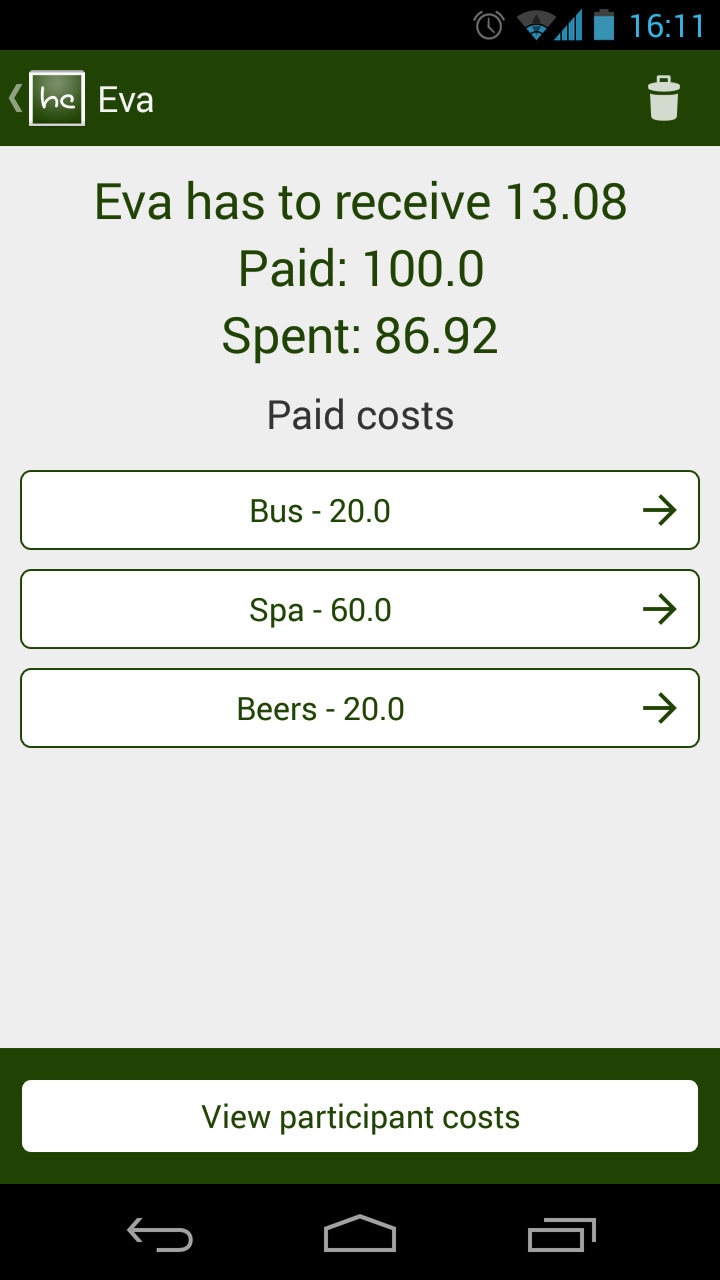 16:11
hc Eva
Eva has to receive 13.08
Paid: 100.0
Spent: 86.92
Paid costs
Bus - 20.0
Spa - 60.0
Beers - 20.0
View participant costs